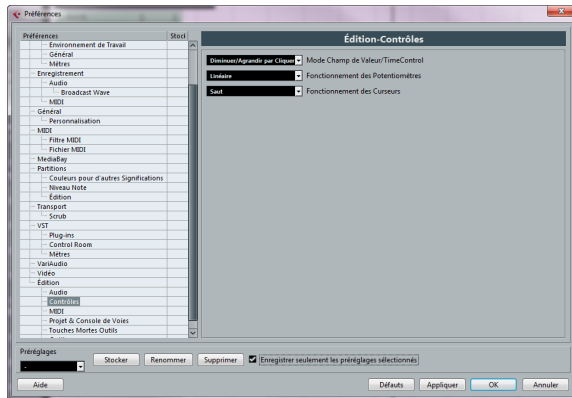 Préférences
Préférences Stocl
Environnement de Travail
Général
Mètres
Enregistrement
Audio
Broadcast Wave
MIDI
Général
Personnalisation
MIDI
Filtre MIDI
Fichier MIDI
MediaBay
Partitions
Couleurs pour d'autres Significations
Niveau Note
Édition
Transport
Scrub
VST
Plug-ins
Control Room
Mètres
VariAudio
Vidéo
Édition
Audio
Contrôles
MIDI
Projet & Console de Voies
Touches Mortes Outils
Édition-Contrôles
Diminuer/Agrandir par Cliquer Mode Champ de Valeur/TimeControl
Linéaire Fonctionnement des Potentiomètres
Saut Fonctionnement des Curseurs
Préréglages
-
Stocker Renommer Supprimer Enregistrer seulement les préréglages sélectionnés
Aide Défauts Appliquer OK Annuler